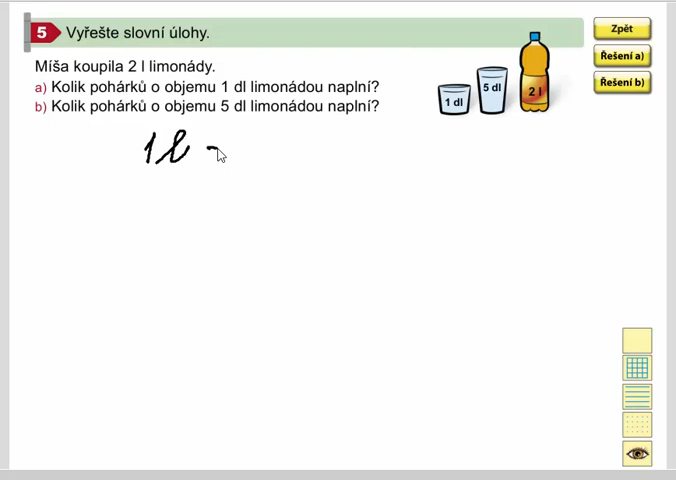 5 Vyřešte slovní úlohy.
Zpět
Řešení a)
Řešení b)
Míša koupila 2 l limonády.
a) Kolik pohárků o objemu 1 dl limonádou naplní?
b) Kolik pohárků o objemu 5 dl limonádou naplní?
1 dl
5 dl
2 l
1 l -